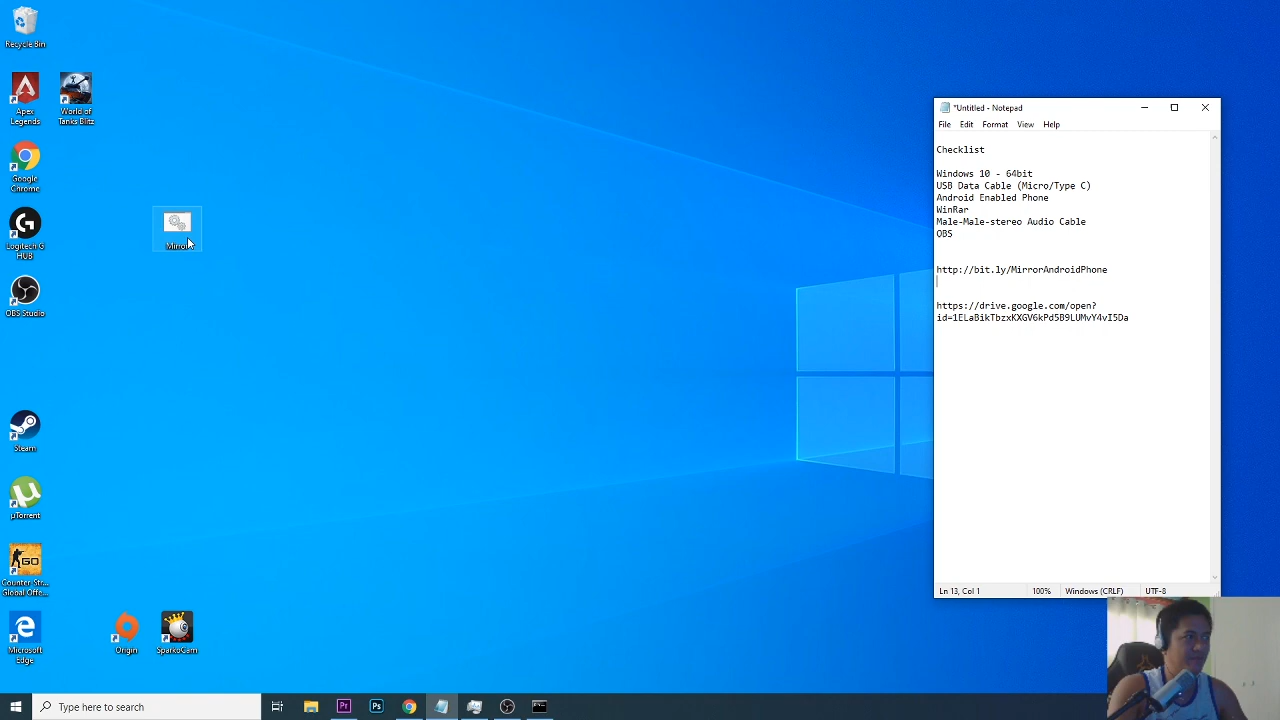 Recycle Bin
Apex
Legends
World of
Tanks Blitz
Google
Chrome
Logitech G
HUB
OBS Studio
Steam
µTorrent
Counter-Str...
Global Offe...
Microsoft
Edge
Origin
SparkoCam
*Untitled - Notepad
File Edit Format View Help
Checklist
Windows 10 - 64bit
USB Data Cable (Micro/Type C)
Android Enabled Phone
WinRar
Male-Male-stereo Audio Cable
OBS
http://bit.ly/MirrorAndroidPhone
https://drive.google.com/open?
id=1ELaBikTbzxKXGV6kPd5B9LUMvY4vI5Da
Ln 13, Col 1 100% Windows (CRLF) UTF-8
Type here to search